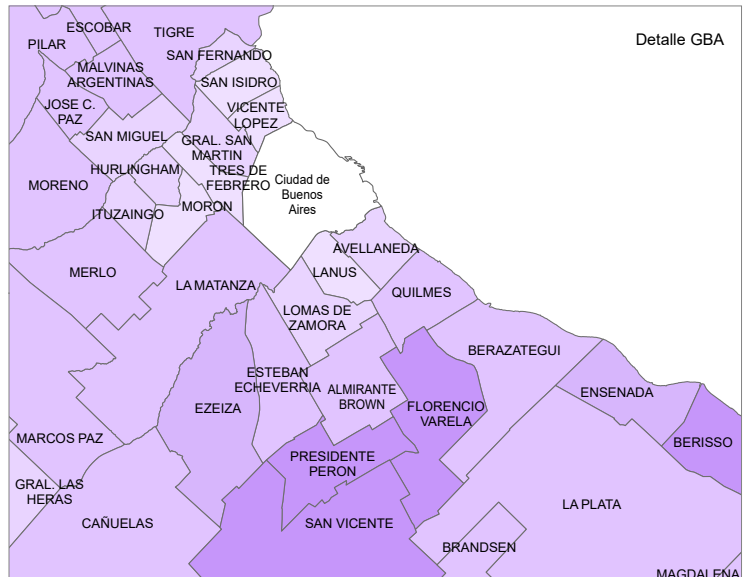 ESCOBAR
TIGRE
Detalle GBA
PILAR
SAN FERNANDO
MALVINAS
ARGENTINAS
SAN ISIDRO
JOSE C.
PAZ
VICENTE
LOPEZ
SAN MIGUEL
GRAL. SAN
MARTIN
HURLINGHAM
TRES DE
FEBRERO
Ciudad de
Buenos
Aires
MORENO
ITUZAINGO
MORON
AVELLANEDA
MERLO
LANUS
LA MATANZA
QUILMES
LOMAS DE
ZAMORA
BERAZATEGUI
ESTEBAN
ECHEVERRIA
ALMIRANTE
BROWN
ENSENADA
EZEIZA
FLORENCIO
VARELA
MARCOS PAZ
BERISSO
PRESIDENTE
PERON
GRAL. LAS
HERAS
LA PLATA
CAÑUELAS
SAN VICENTE
BRANDSEN
MAGDALENA